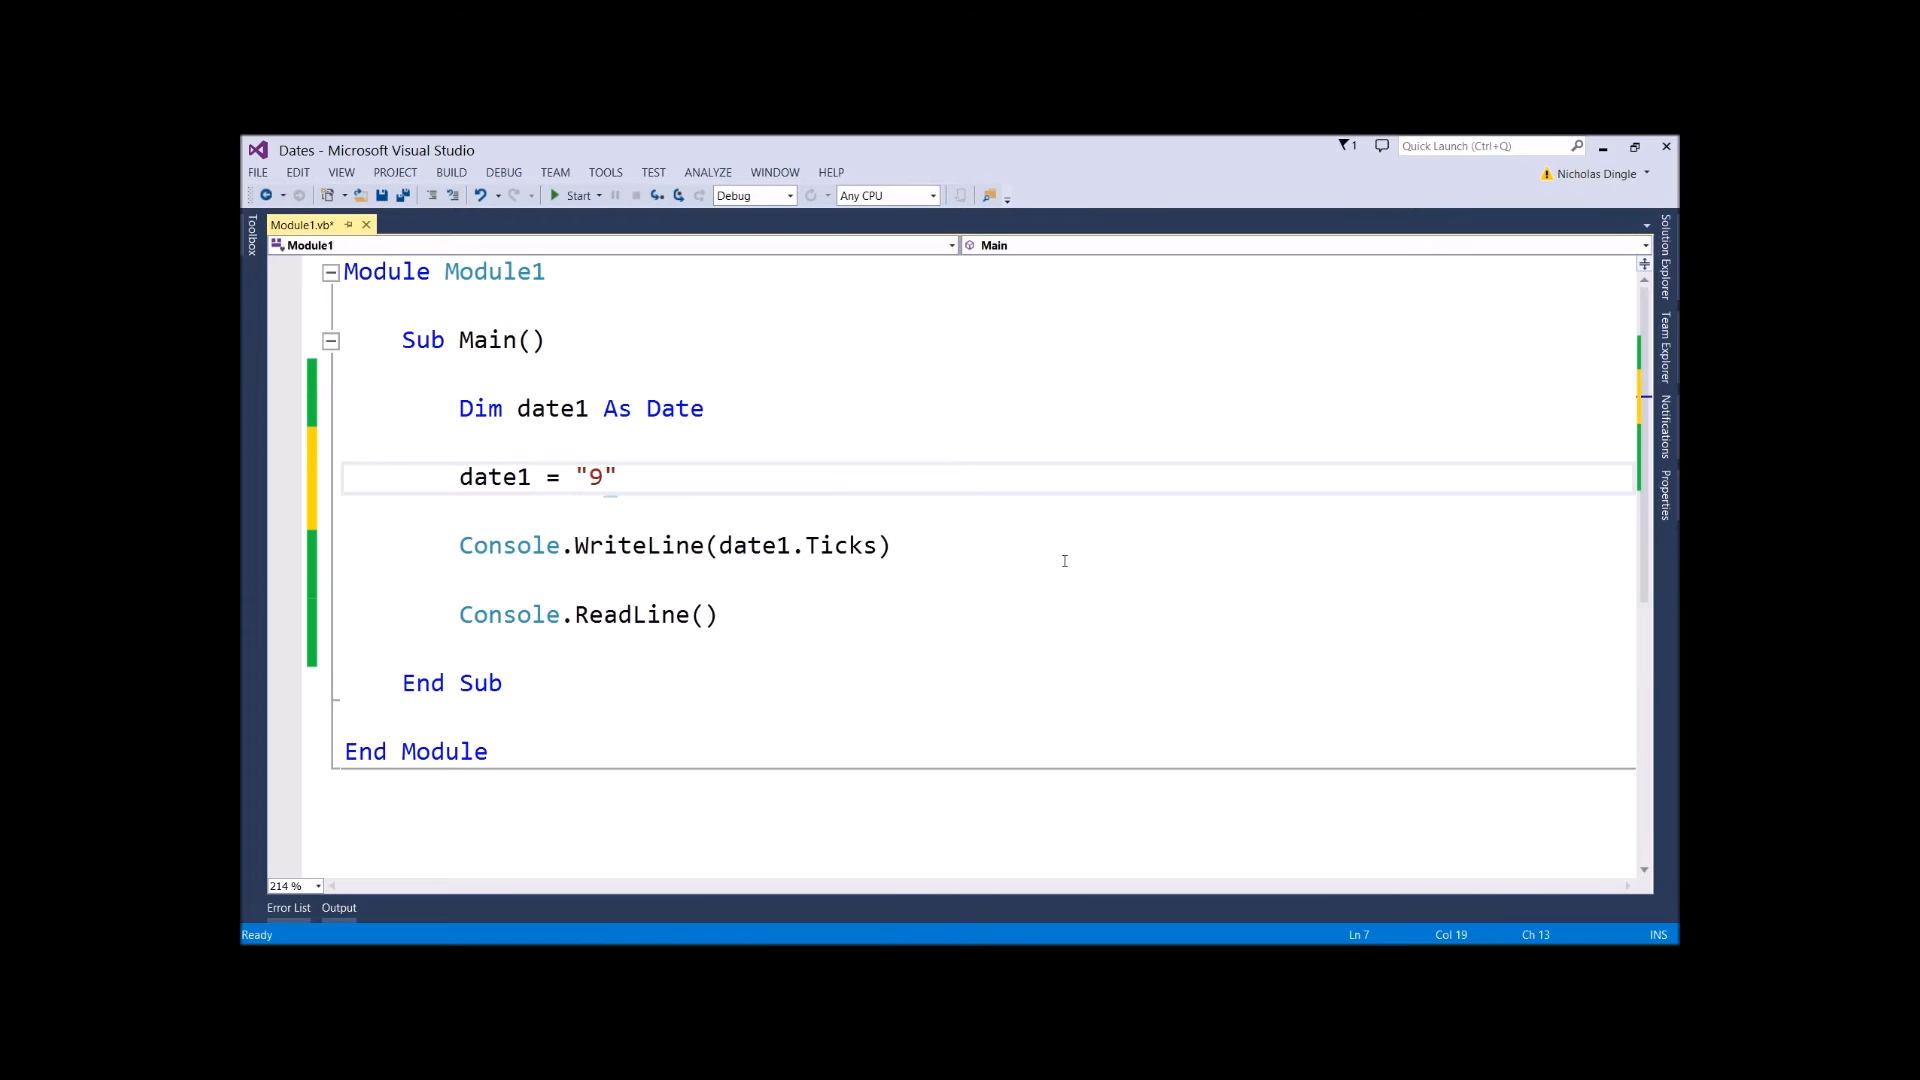 Dates - Microsoft Visual Studio
1
Quick Launch (Ctrl+Q)
FILE EDIT VIEW PROJECT BUILD DEBUG TEAM TOOLS TEST ANALYZE WINDOW HELP
Nicholas Dingle
Start Debug Any CPU
Toolbox
Module1.vb*
Module1 Main
Module Module1
Sub Main()
Dim date1 As Date
date1 = "9"
Console.WriteLine(date1.Ticks)
Console.ReadLine()
End Sub
End Module
Solution Explorer
Team Explorer
Notifications
Properties
214 %
Error List Output
Ready Ln 7 Col 19 Ch 13 INS